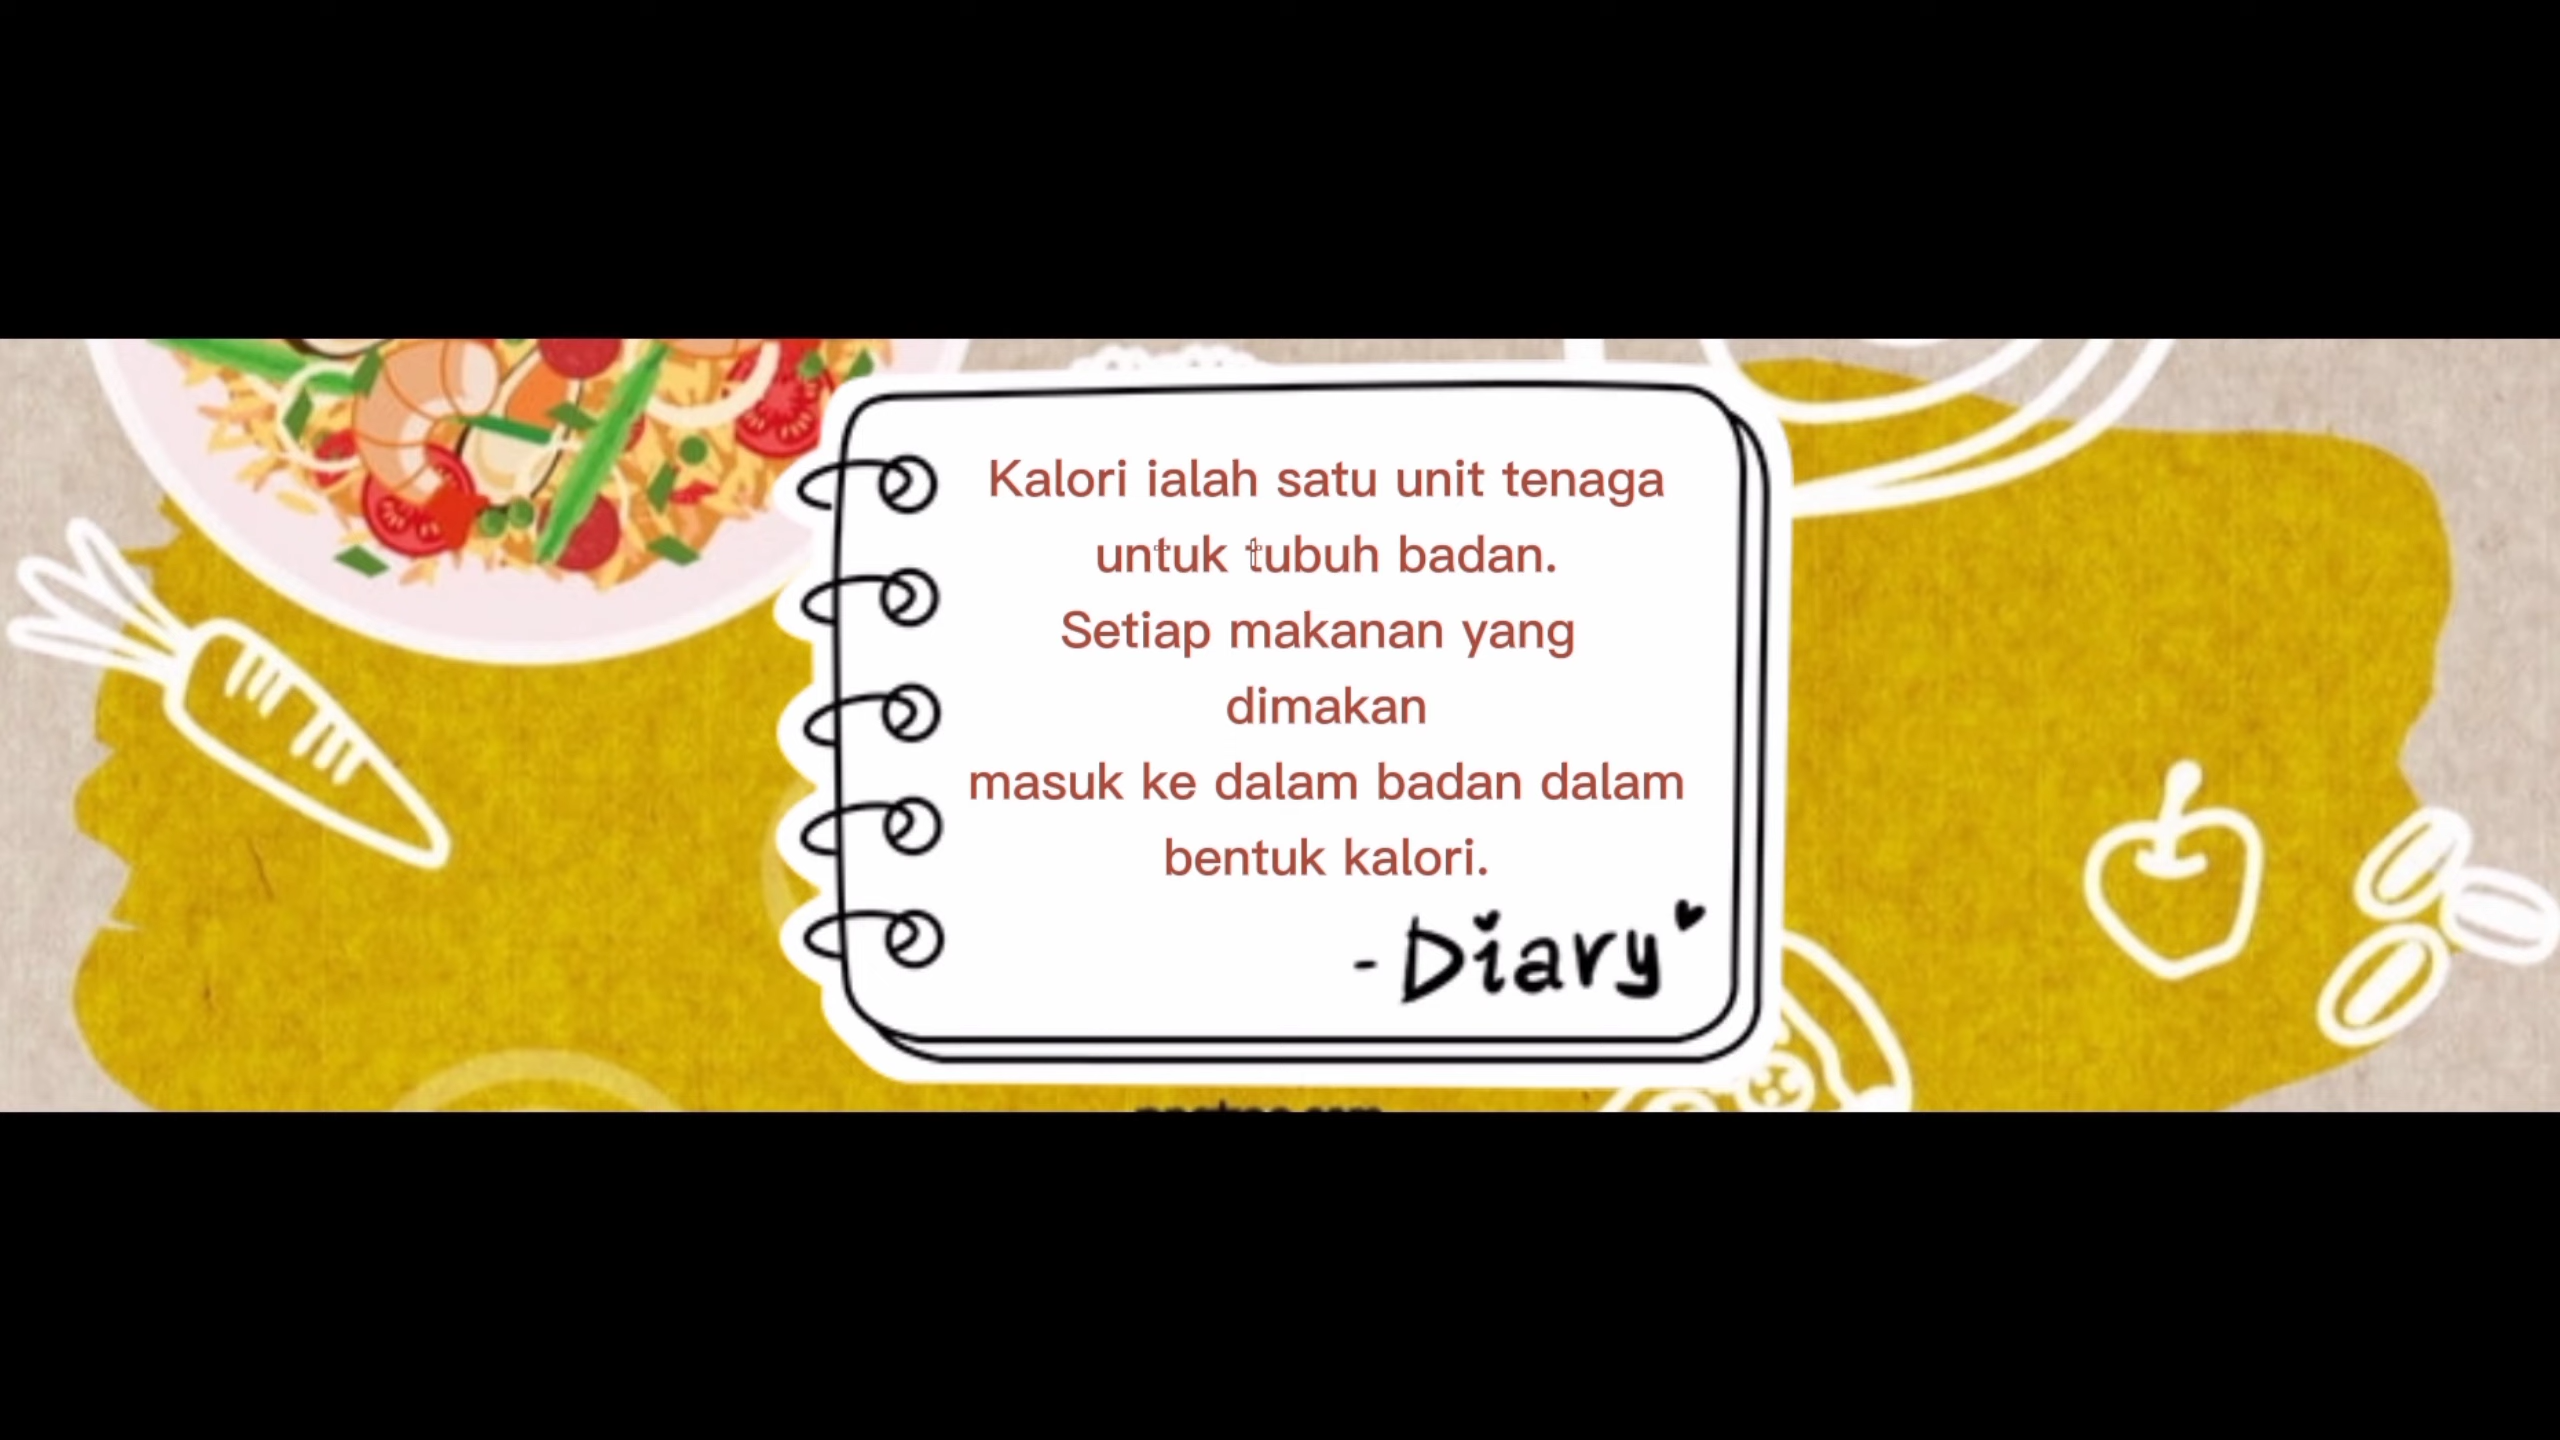 Kalori ialah satu unit tenaga
untuk tubuh badan.
Setiap makanan yang
dimakan
masuk ke dalam badan dalam
bentuk kalori.
-Diary